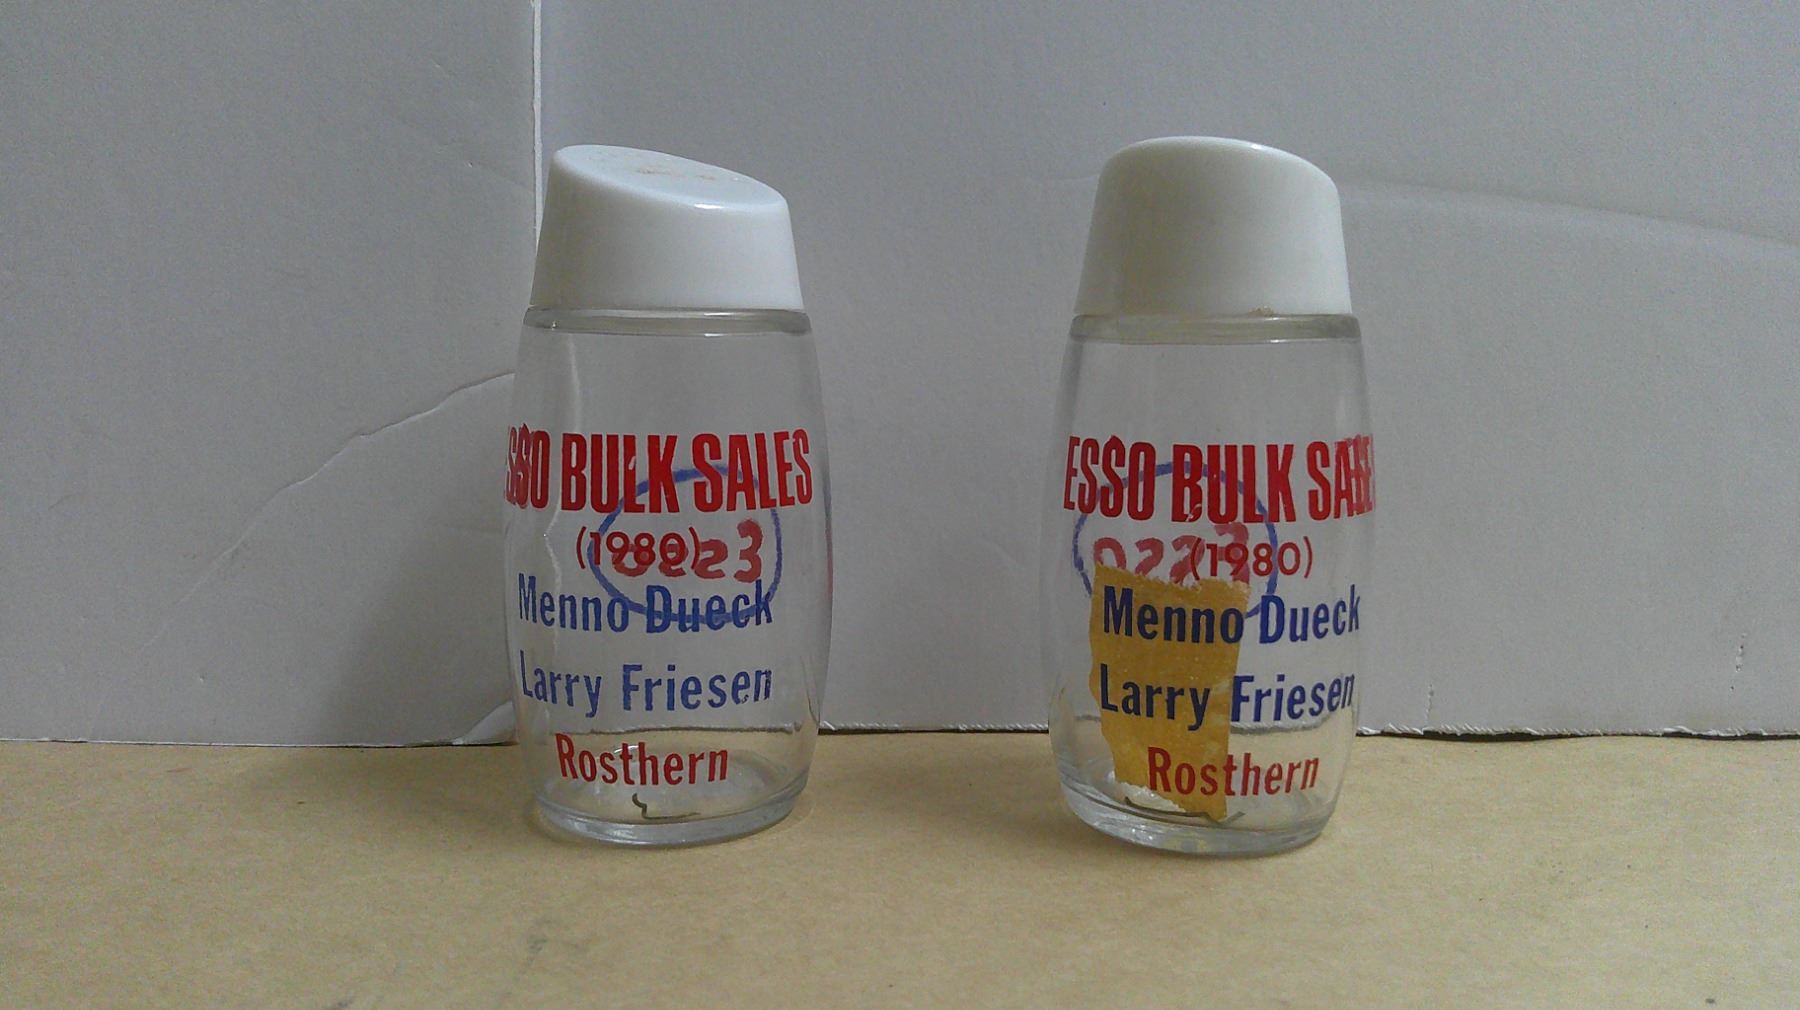 ESSO BULK SALES
(1980)
Menno Dueck
Larry Friesen
Rosthern
0223
ESSO BULK SALES
(1980)
Menno Dueck
Larry Friesen
Rosthern
0223